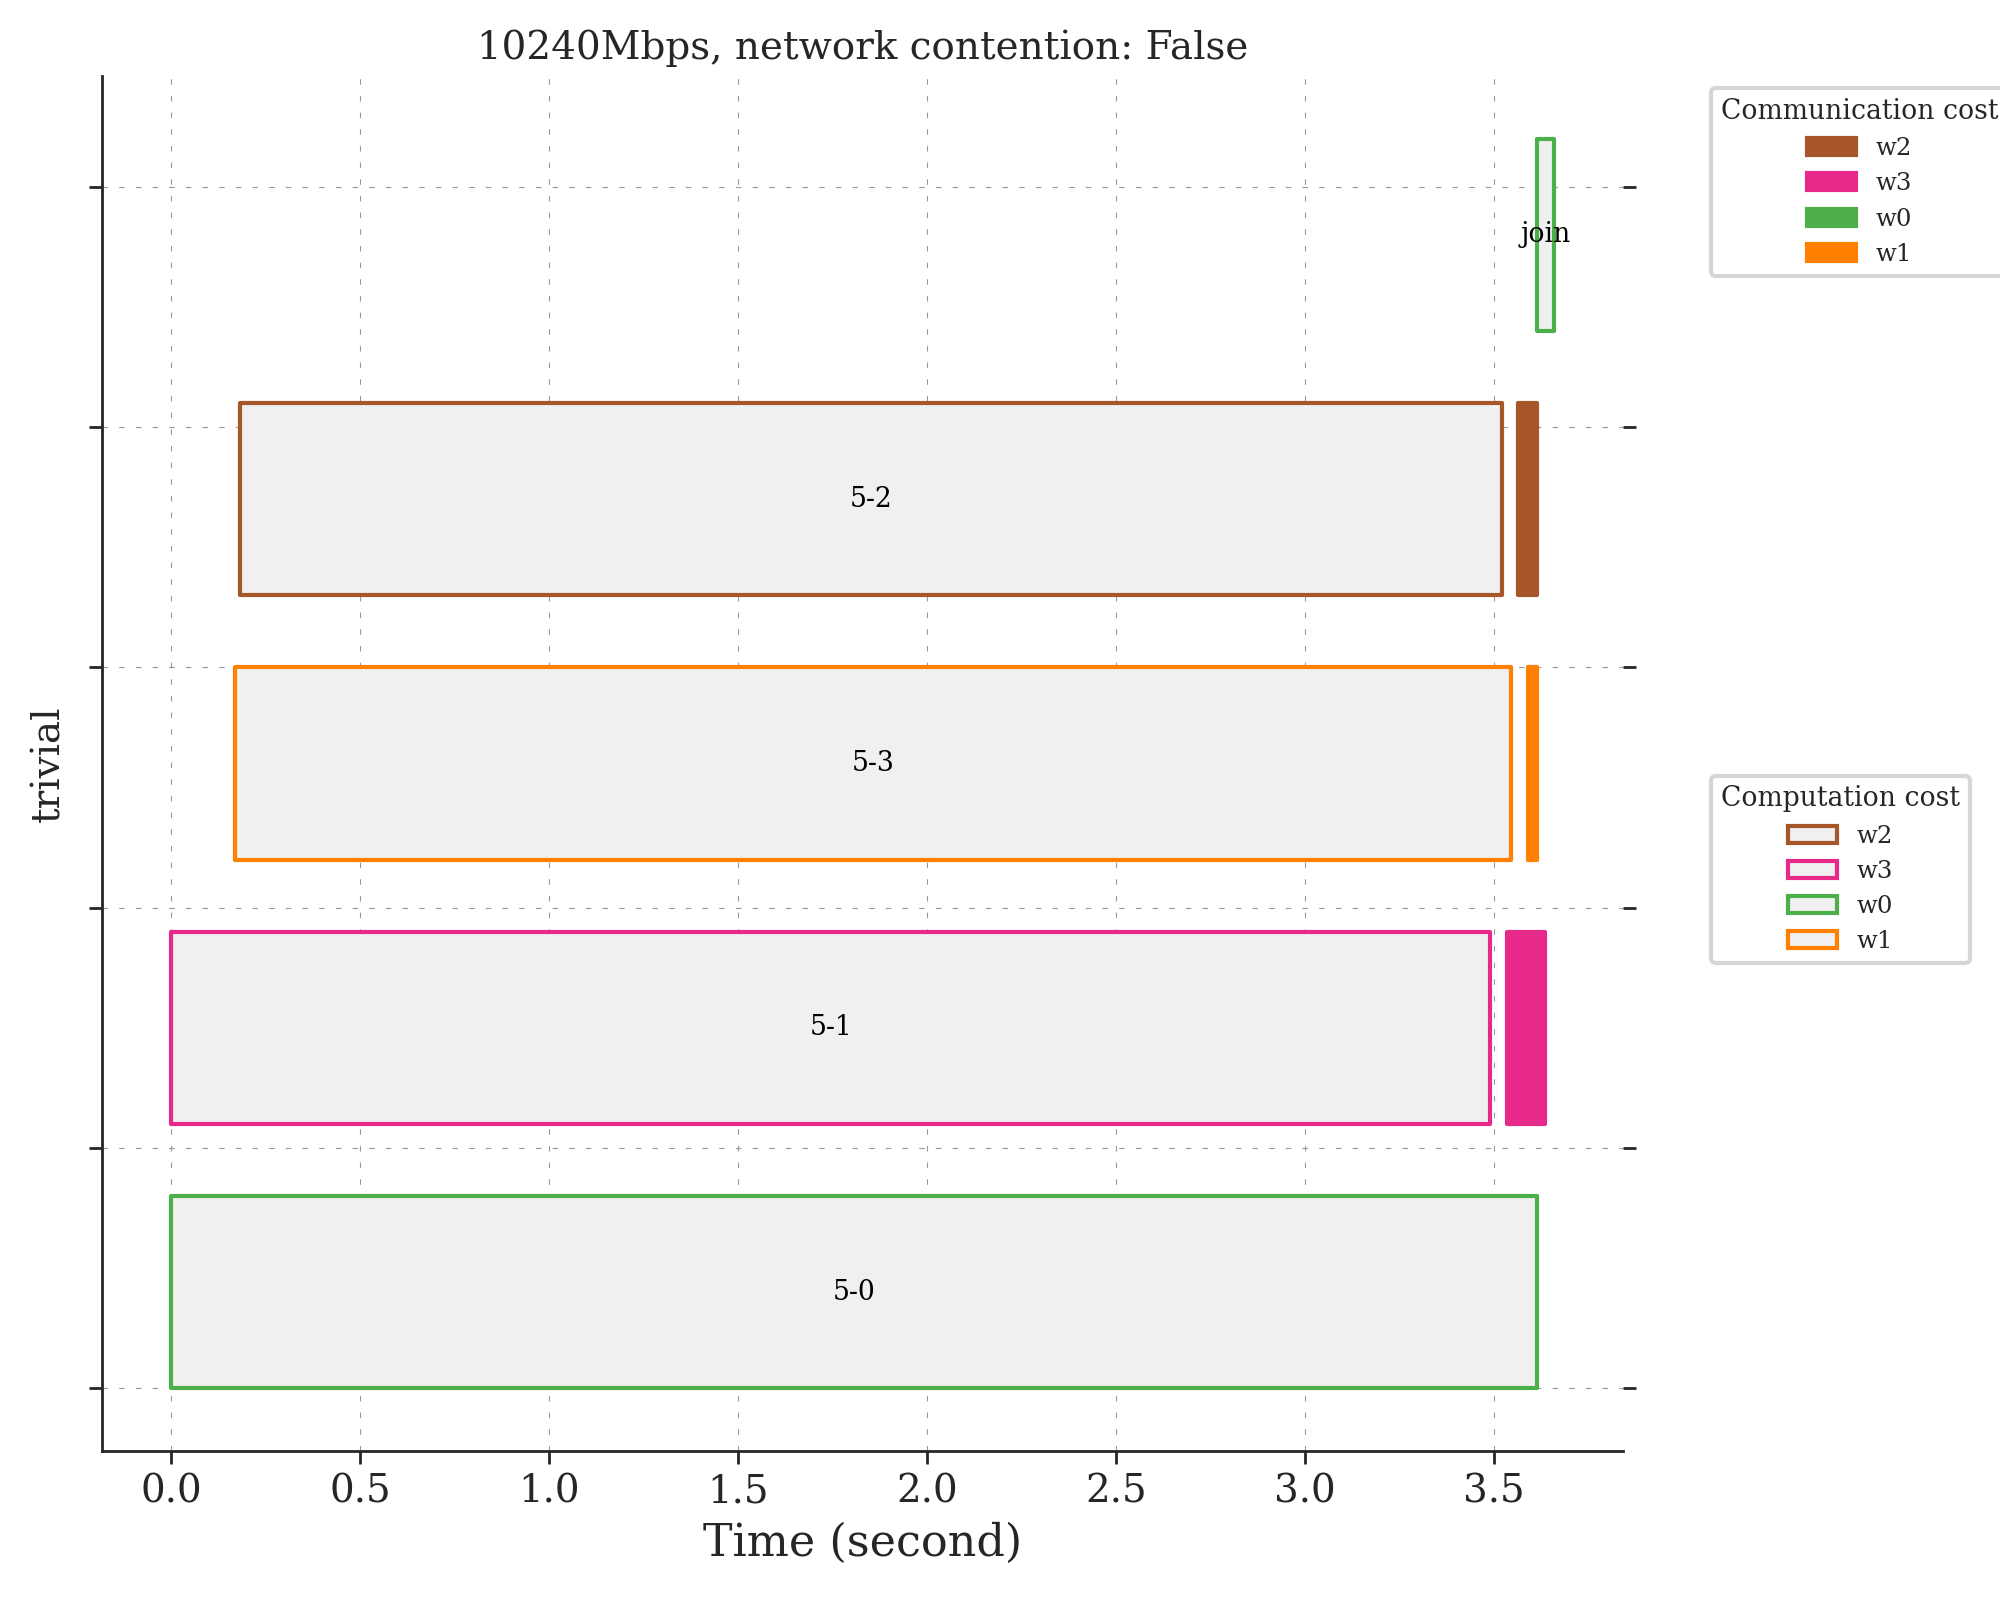 10240Mbps, network contention: False
Communication cost
w2
w3
w0
w1
join
5-2
5-3
5-1
5-0
trivial
Computation cost
w2
w3
w0
w1
0.0 0.5 1.0 1.5 2.0 2.5 3.0 3.5
Time (second)